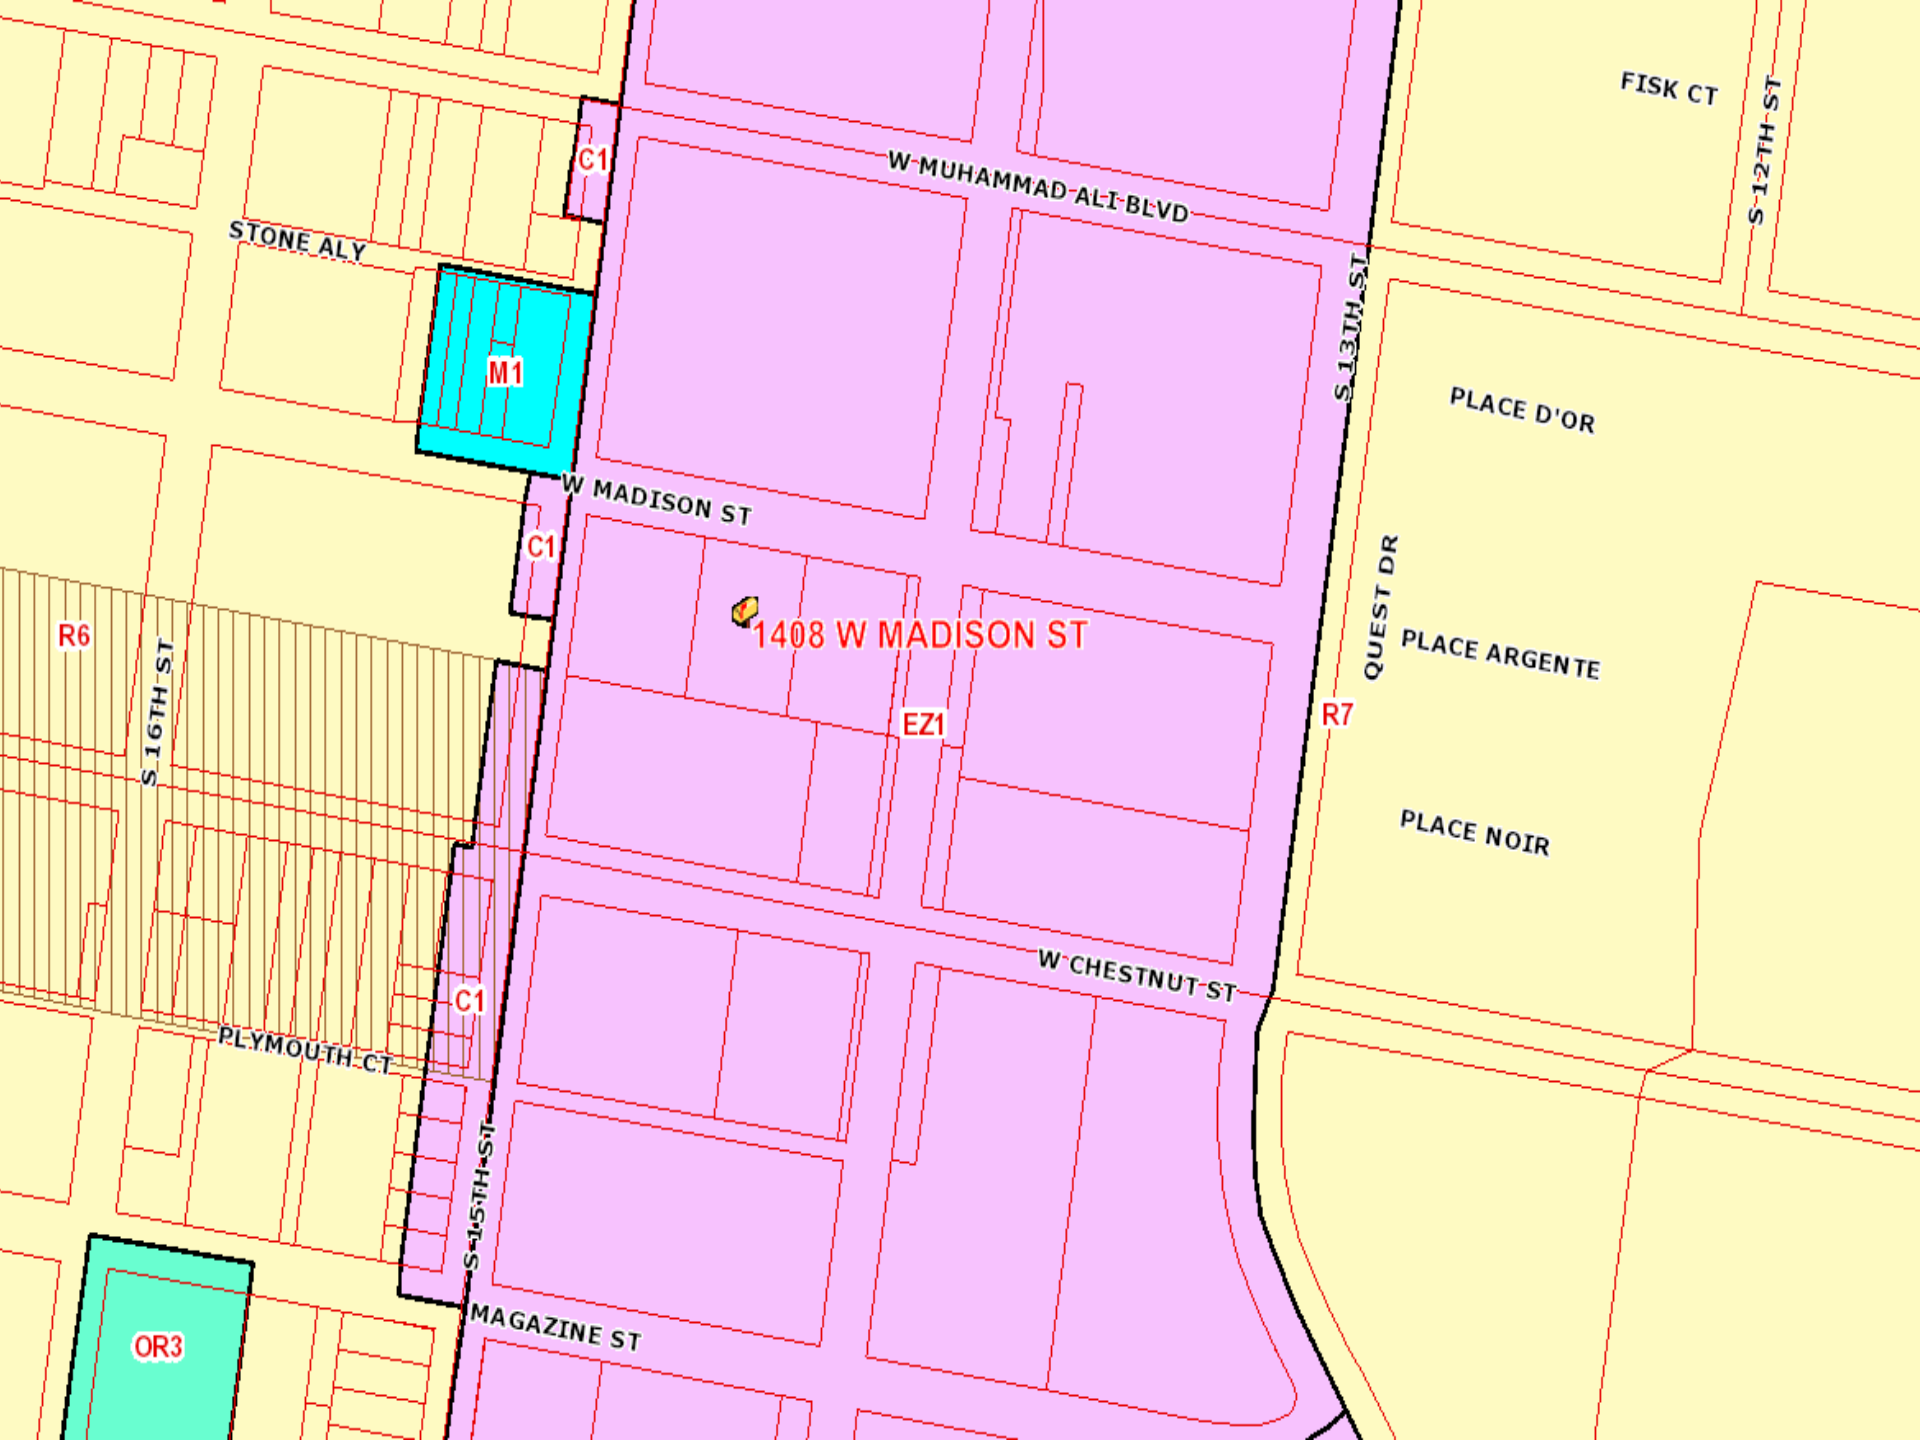 FISK CT
S 12TH ST
C1
W MUHAMMAD ALI BLVD
STONE ALY
S 13TH ST
M1
PLACE D'OR
W MADISON ST
C1
QUEST DR
R6
1408 W MADISON ST
PLACE ARGENTE
S 16TH ST
EZ1
R7
PLACE NOIR
W CHESTNUT ST
C1
PLYMOUTH CT
S 15TH ST
MAGAZINE ST
OR3